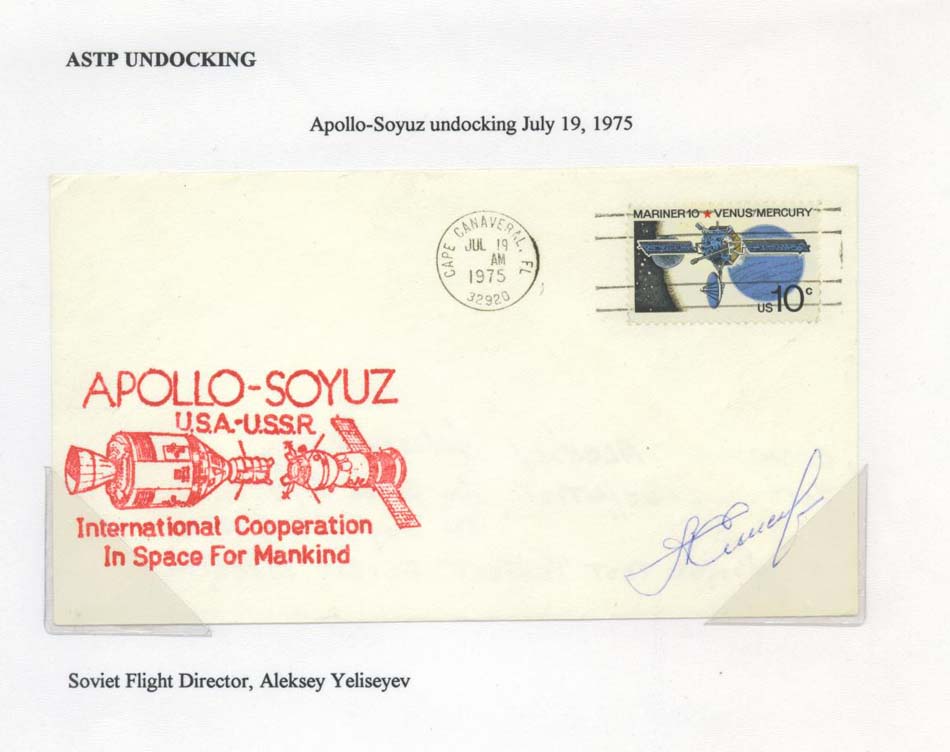 ASTP UNDOCKING
Apollo-Soyuz undocking July 19, 1975
CAPE CANAVERAL, FL
JUL 19
AM
1975
32920
MARINER 10 ★ VENUS/MERCURY
US 10c
APOLLO-SOYUZ
U.S.A.-U.S.S.R.
International Cooperation
In Space For Mankind
Soviet Flight Director, Aleksey Yeliseyev